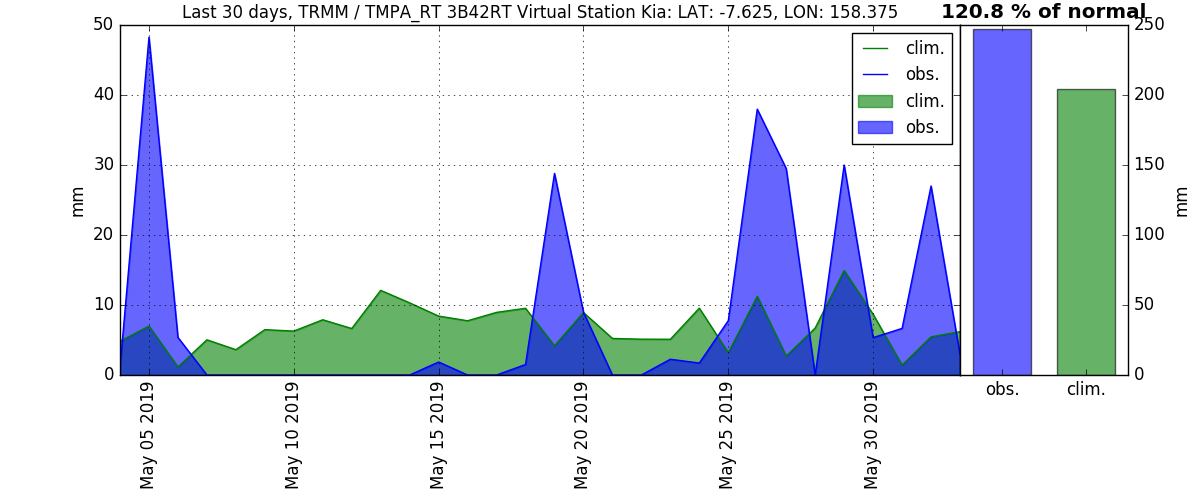 Last 30 days, TRMM / TMPA_RT 3B42RT Virtual Station Kia: LAT: -7.625, LON: 158.375
120.8 % of normal
50
40
30
20
10
0
mm
clim.
obs.
clim.
obs.
May 05 2019
May 10 2019
May 15 2019
May 20 2019
May 25 2019
May 30 2019
250
200
150
100
50
0
mm
obs.
clim.